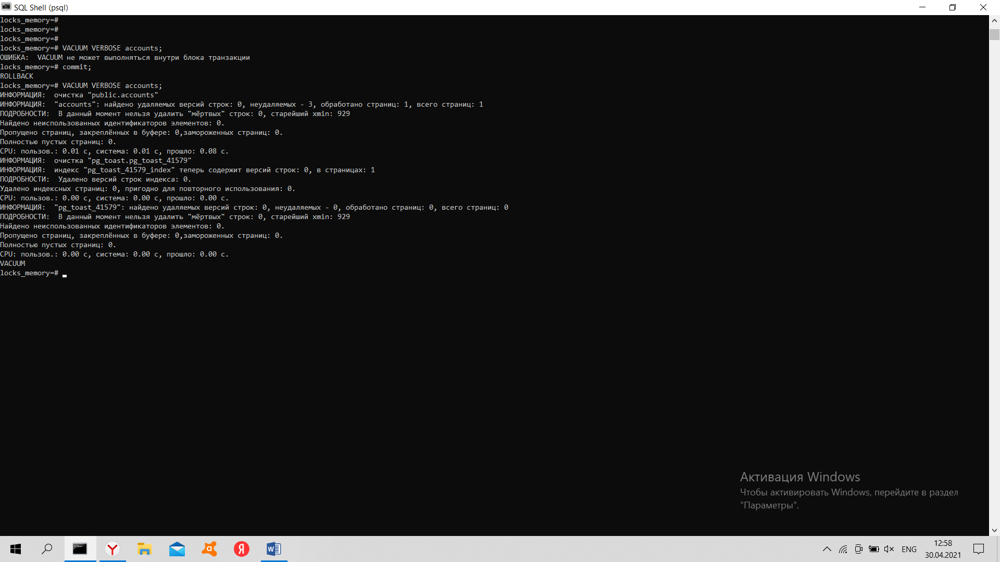 SQL Shell (psql)
locks_memory=#
locks_memory=#
locks_memory=#
locks_memory=# VACUUM VERBOSE accounts;
ОШИБКА:  VACUUM не может выполняться внутри блока транзакции
locks_memory=# commit;
ROLLBACK
locks_memory=# VACUUM VERBOSE accounts;
ИНФОРМАЦИЯ:  очистка "public.accounts"
ИНФОРМАЦИЯ:  "accounts": найдено удаляемых версий строк: 0, неудаляемых - 3, обработано страниц: 1, всего страниц: 1
ПОДРОБНОСТИ:  В данный момент нельзя удалить "мёртвых" строк: 0, старейший xmin: 929
Найдено неиспользованных идентификаторов элементов: 0.
Пропущено страниц, закреплённых в буфере: 0,замороженных страниц: 0.
Полностью пустых страниц: 0.
CPU: пользов.: 0.01 с, система: 0.01 с, прошло: 0.08 с.
ИНФОРМАЦИЯ:  очистка "pg_toast.pg_toast_41579"
ИНФОРМАЦИЯ:  индекс "pg_toast_41579_index" теперь содержит версий строк: 0, в страницах: 1
ПОДРОБНОСТИ:  Удалено версий строк индекса: 0.
Удалено индексных страниц: 0, пригодно для повторного использования: 0.
CPU: пользов.: 0.00 с, система: 0.00 с, прошло: 0.00 с.
ИНФОРМАЦИЯ:  "pg_toast_41579": найдено удаляемых версий строк: 0, неудаляемых - 0, обработано страниц: 0, всего страниц: 0
ПОДРОБНОСТИ:  В данный момент нельзя удалить "мёртвых" строк: 0, старейший xmin: 929
Найдено неиспользованных идентификаторов элементов: 0.
Пропущено страниц, закреплённых в буфере: 0,замороженных страниц: 0.
Полностью пустых страниц: 0.
CPU: пользов.: 0.00 с, система: 0.00 с, прошло: 0.00 с.
VACUUM
locks_memory=#
Активация Windows
Чтобы активировать Windows, перейдите в раздел
"Параметры".
ENG
12:58
30.04.2021